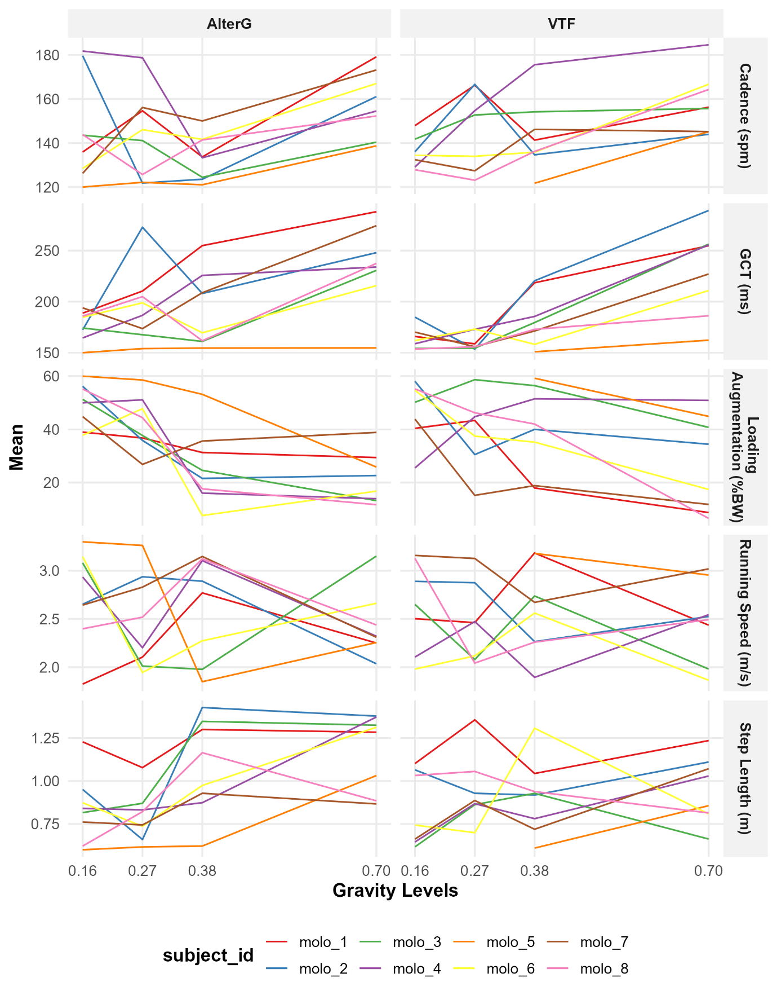 AlterG
VTF
180
160
140
120
Cadence (spm)
250
200
150
GCT (ms)
60
40
20
Loading
Augmentation (%BW)
Mean
3.0
2.5
2.0
Running Speed (m/s)
1.25
1.00
0.75
Step Length (m)
0.16 0.27 0.38 0.70 0.16 0.27 0.38 0.70
Gravity Levels
subject_id
molo_1 molo_3 molo_5 molo_7
molo_2 molo_4 molo_6 molo_8